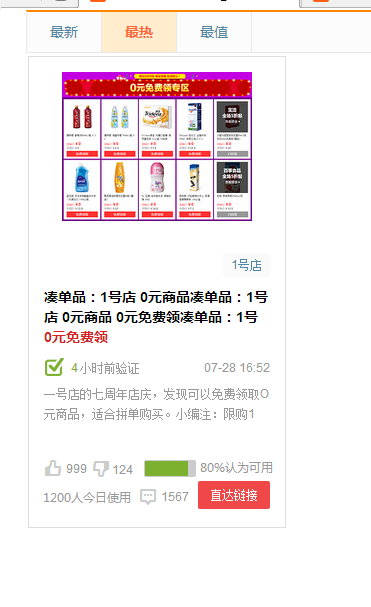 最新 最热 最值
0元免费领专区
1号店
凑单品：1号店 0元商品凑单品：1号
店 0元商品 0元免费领凑单品：1号
0元免费领
4小时前验证 07-28 16:52
一号店的七周年店庆，发现可以免费领取O
元商品，适合拼单购买。小编注：限购1
999 124 80%认为可用
1200人今日使用 1567 直达链接